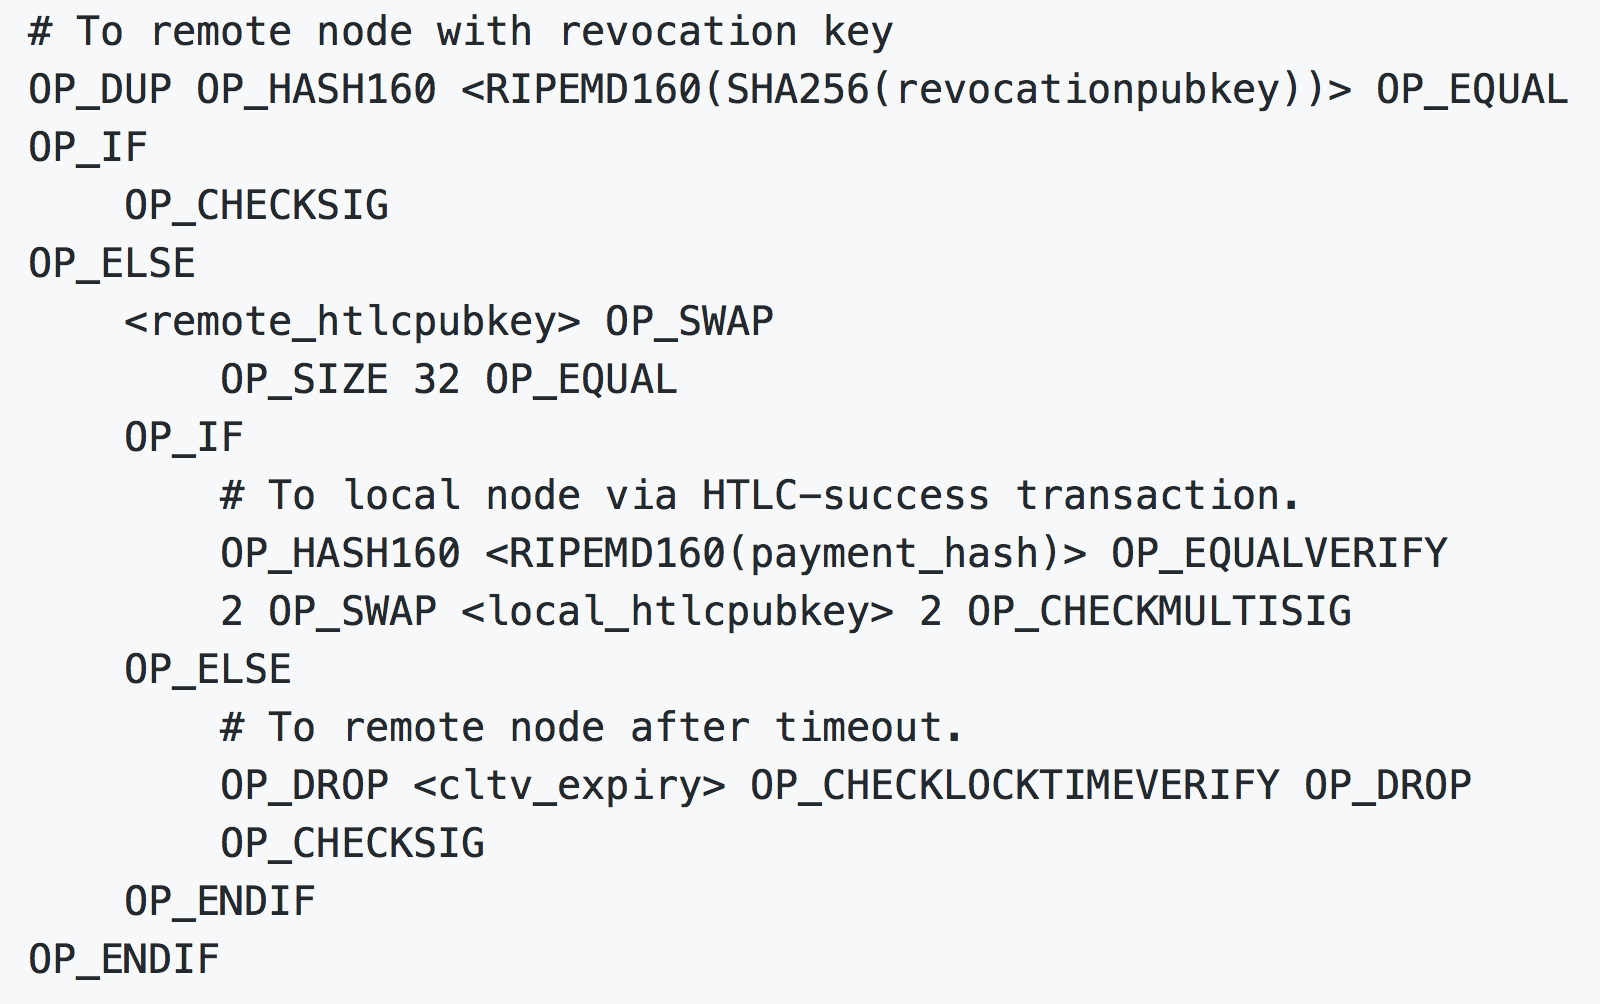 # To remote node with revocation key
OP_DUP OP_HASH160 <RIPEMD160(SHA256(revocationpubkey))> OP_EQUAL
OP_IF
    OP_CHECKSIG
OP_ELSE
    <remote_htlcpubkey> OP_SWAP
        OP_SIZE 32 OP_EQUAL
    OP_IF
        # To local node via HTLC-success transaction.
        OP_HASH160 <RIPEMD160(payment_hash)> OP_EQUALVERIFY
        2 OP_SWAP <local_htlcpubkey> 2 OP_CHECKMULTISIG
    OP_ELSE
        # To remote node after timeout.
        OP_DROP <cltv_expiry> OP_CHECKLOCKTIMEVERIFY OP_DROP
        OP_CHECKSIG
    OP_ENDIF
OP_ENDIF